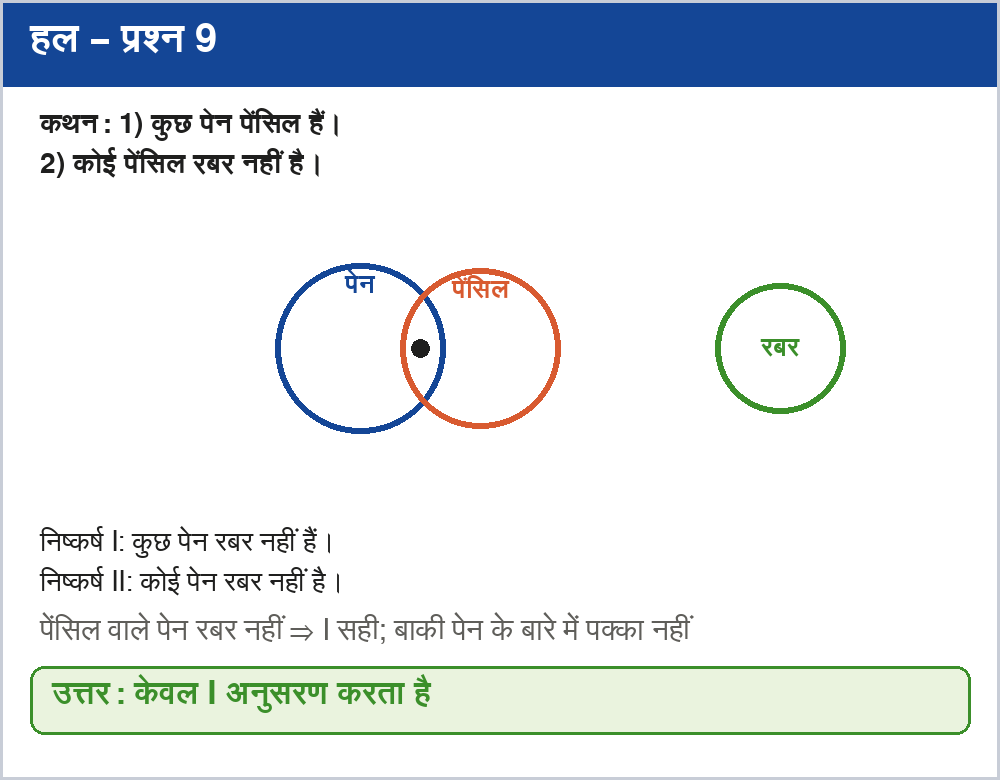 हल – प्रश्न 9
कथन : 1) कुछ पेन पेंसिल हैं।
2) कोई पेंसिल रबर नहीं है।
पेन
पेंसिल
रबर
निष्कर्ष I: कुछ पेन रबर नहीं हैं।
निष्कर्ष II: कोई पेन रबर नहीं है।
पेंसिल वाले पेन रबर नहीं ⇒ I सही; बाकी पेन के बारे में पक्का नहीं
उत्तर : केवल I अनुसरण करता है